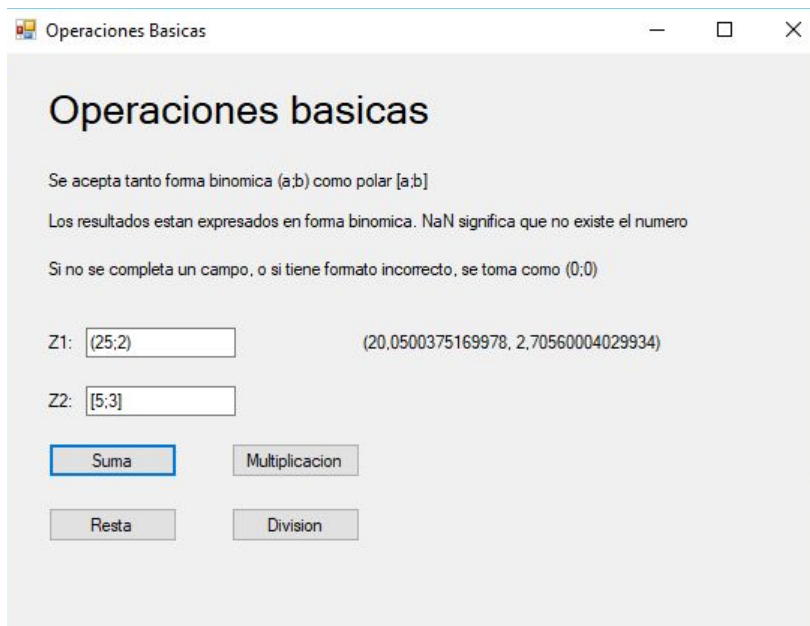 Operaciones Basicas
Operaciones basicas
Se acepta tanto forma binomica (a;b) como polar [a;b]
Los resultados estan expresados en forma binomica. NaN significa que no existe el numero
Si no se completa un campo, o si tiene formato incorrecto, se toma como (0;0)
Z1: (25;2) (20,0500375169978, 2,70560004029934)
Z2: [5;3]
Suma Multiplicacion
Resta Division